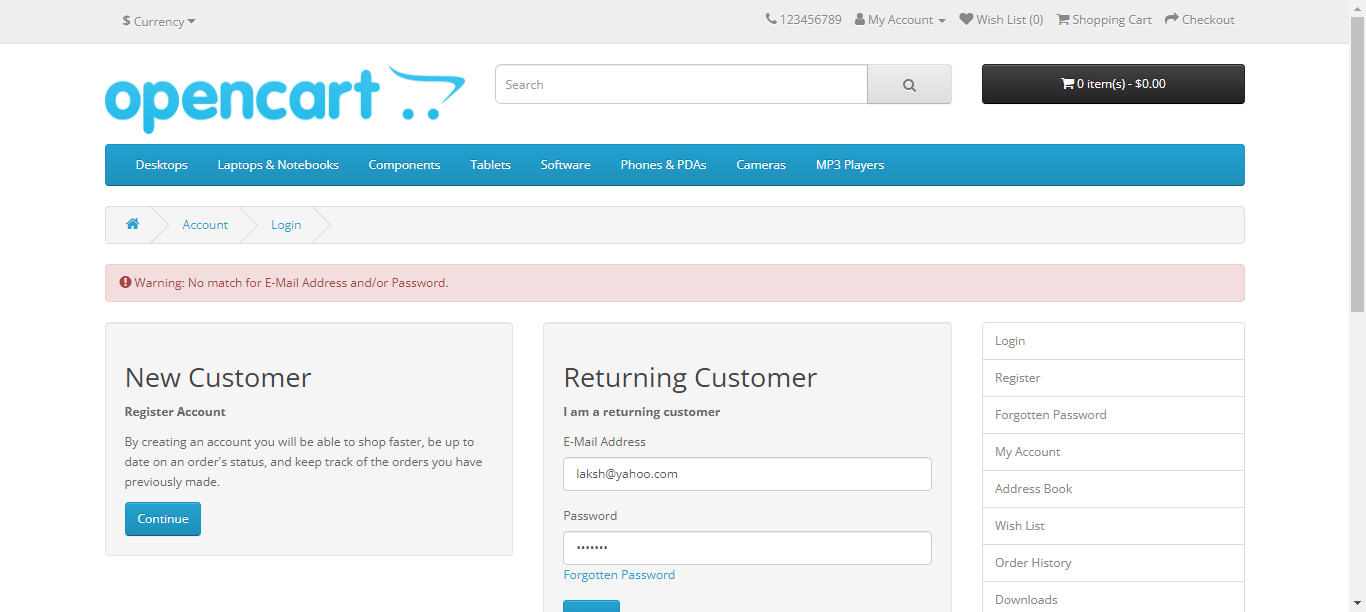 $ Currency
123456789 My Account Wish List (0) Shopping Cart Checkout
opencart
Search
0 item(s) - $0.00
Desktops Laptops & Notebooks Components Tablets Software Phones & PDAs Cameras MP3 Players
Account Login
Warning: No match for E-Mail Address and/or Password.
New Customer
Register Account
By creating an account you will be able to shop faster, be up to
date on an order's status, and keep track of the orders you have
previously made.
Continue
Returning Customer
I am a returning customer
E-Mail Address
laksh@yahoo.com
Password
•••••••
Forgotten Password
Login
Register
Forgotten Password
My Account
Address Book
Wish List
Order History
Downloads